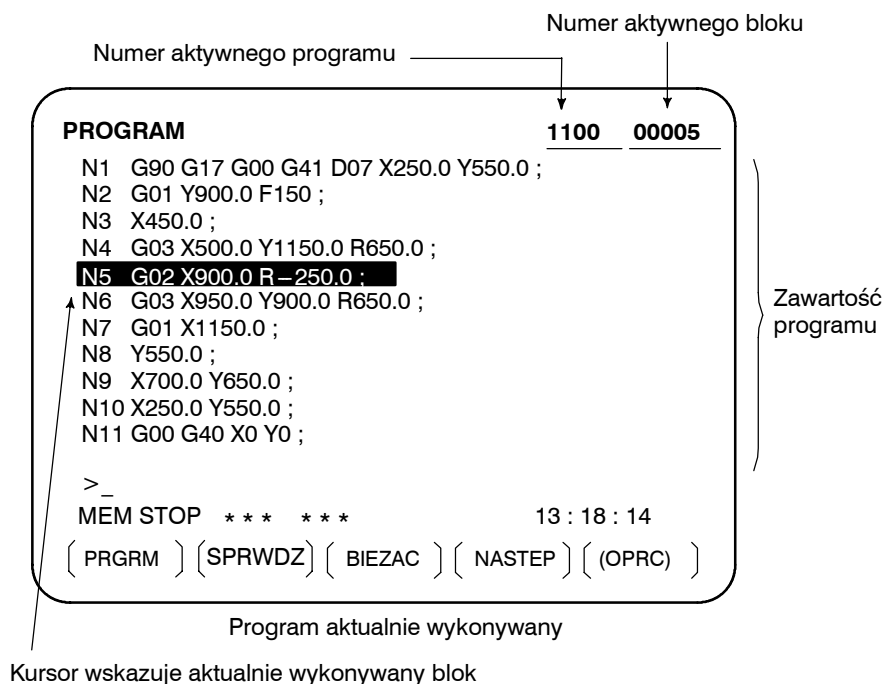 Numer aktywnego bloku
Numer aktywnego programu
PROGRAM 1100 00005
N1 G90 G17 G00 G41 D07 X250.0 Y550.0 ;
N2 G01 Y900.0 F150 ;
N3 X450.0 ;
N4 G03 X500.0 Y1150.0 R650.0 ;
N5 G02 X900.0 R−250.0 ;
N6 G03 X950.0 Y900.0 R650.0 ;
N7 G01 X1150.0 ;
N8 Y550.0 ;
N9 X700.0 Y650.0 ;
N10 X250.0 Y550.0 ;
N11 G00 G40 X0 Y0 ;
Zawartość
programu
>_
MEM STOP * * * * * * 13 : 18 : 14
[ PRGRM ] [SPRWDZ] [ BIEZAC ] [ NASTEP ] [ (OPRC) ]
Program aktualnie wykonywany
Kursor wskazuje aktualnie wykonywany blok